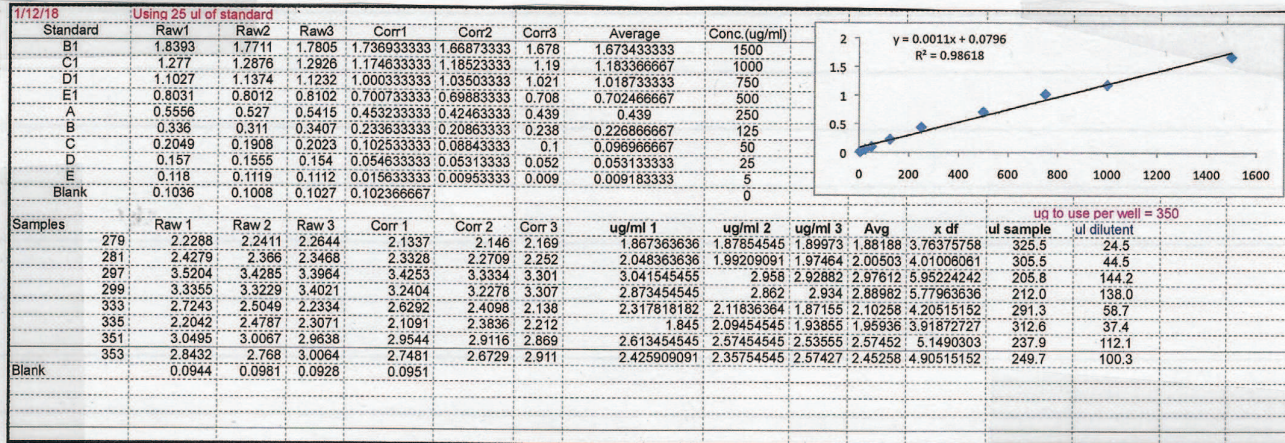 1/12/18 Using 25 ul of standard
Standard Raw1 Raw2 Raw3 Corr1 Corr2 Corr3 Average Conc.(ug/ml)
B1 1.8393 1.7711 1.7805 1.736933333 1.66873333 1.678 1.673433333 1500
C1 1.277 1.2876 1.2926 1.174633333 1.18523333 1.19 1.183366667 1000
D1 1.1027 1.1374 1.1232 1.000333333 1.03503333 1.021 1.018733333 750
E1 0.8031 0.8012 0.8102 0.700733333 0.69883333 0.708 0.702466667 500
A 0.5556 0.527 0.5415 0.453233333 0.42463333 0.439 0.439 250
B 0.336 0.311 0.3407 0.233633333 0.20863333 0.238 0.226866667 125
C 0.2049 0.1908 0.2023 0.102533333 0.08843333 0.1 0.096966667 50
D 0.157 0.1555 0.154 0.054633333 0.05313333 0.052 0.053133333 25
E 0.118 0.1119 0.1112 0.015633333 0.00953333 0.009 0.009183333 5
Blank 0.1036 0.1008 0.1027 0.102366667 0
y = 0.0011x + 0.0796
R² = 0.98618
2
1.5
1
0.5
0
0 200 400 600 800 1000 1200 1400 1600
ug to use per well = 350
Samples Raw 1 Raw 2 Raw 3 Corr 1 Corr 2 Corr 3 ug/ml 1 ug/ml 2 ug/ml 3 Avg x df ul sample ul dilutent
279 2.2288 2.2411 2.2644 2.1337 2.146 2.169 1.867363636 1.87854545 1.89973 1.88188 3.76375758 325.5 24.5
281 2.4279 2.366 2.3468 2.3328 2.2709 2.252 2.048363636 1.99209091 1.97464 2.00503 4.01006061 305.5 44.5
297 3.5204 3.4285 3.3964 3.4253 3.3334 3.301 3.041545455 2.958 2.92882 2.97612 5.95224242 205.8 144.2
299 3.3355 3.3229 3.4021 3.2404 3.2278 3.307 2.873454545 2.862 2.934 2.88982 5.77963636 212.0 138.0
333 2.7243 2.5049 2.2334 2.6292 2.4098 2.138 2.317818182 2.11836364 1.87155 2.10258 4.20515152 291.3 58.7
335 2.2042 2.4787 2.3071 2.1091 2.3836 2.212 1.845 2.09454545 1.93855 1.95936 3.91872727 312.6 37.4
351 3.0495 3.0067 2.9638 2.9544 2.9116 2.869 2.613454545 2.57454545 2.53555 2.57452 5.1490303 237.9 112.1
353 2.8432 2.768 3.0064 2.7481 2.6729 2.911 2.425909091 2.35754545 2.57427 2.45258 4.90515152 249.7 100.3
Blank 0.0944 0.0981 0.0928 0.0951